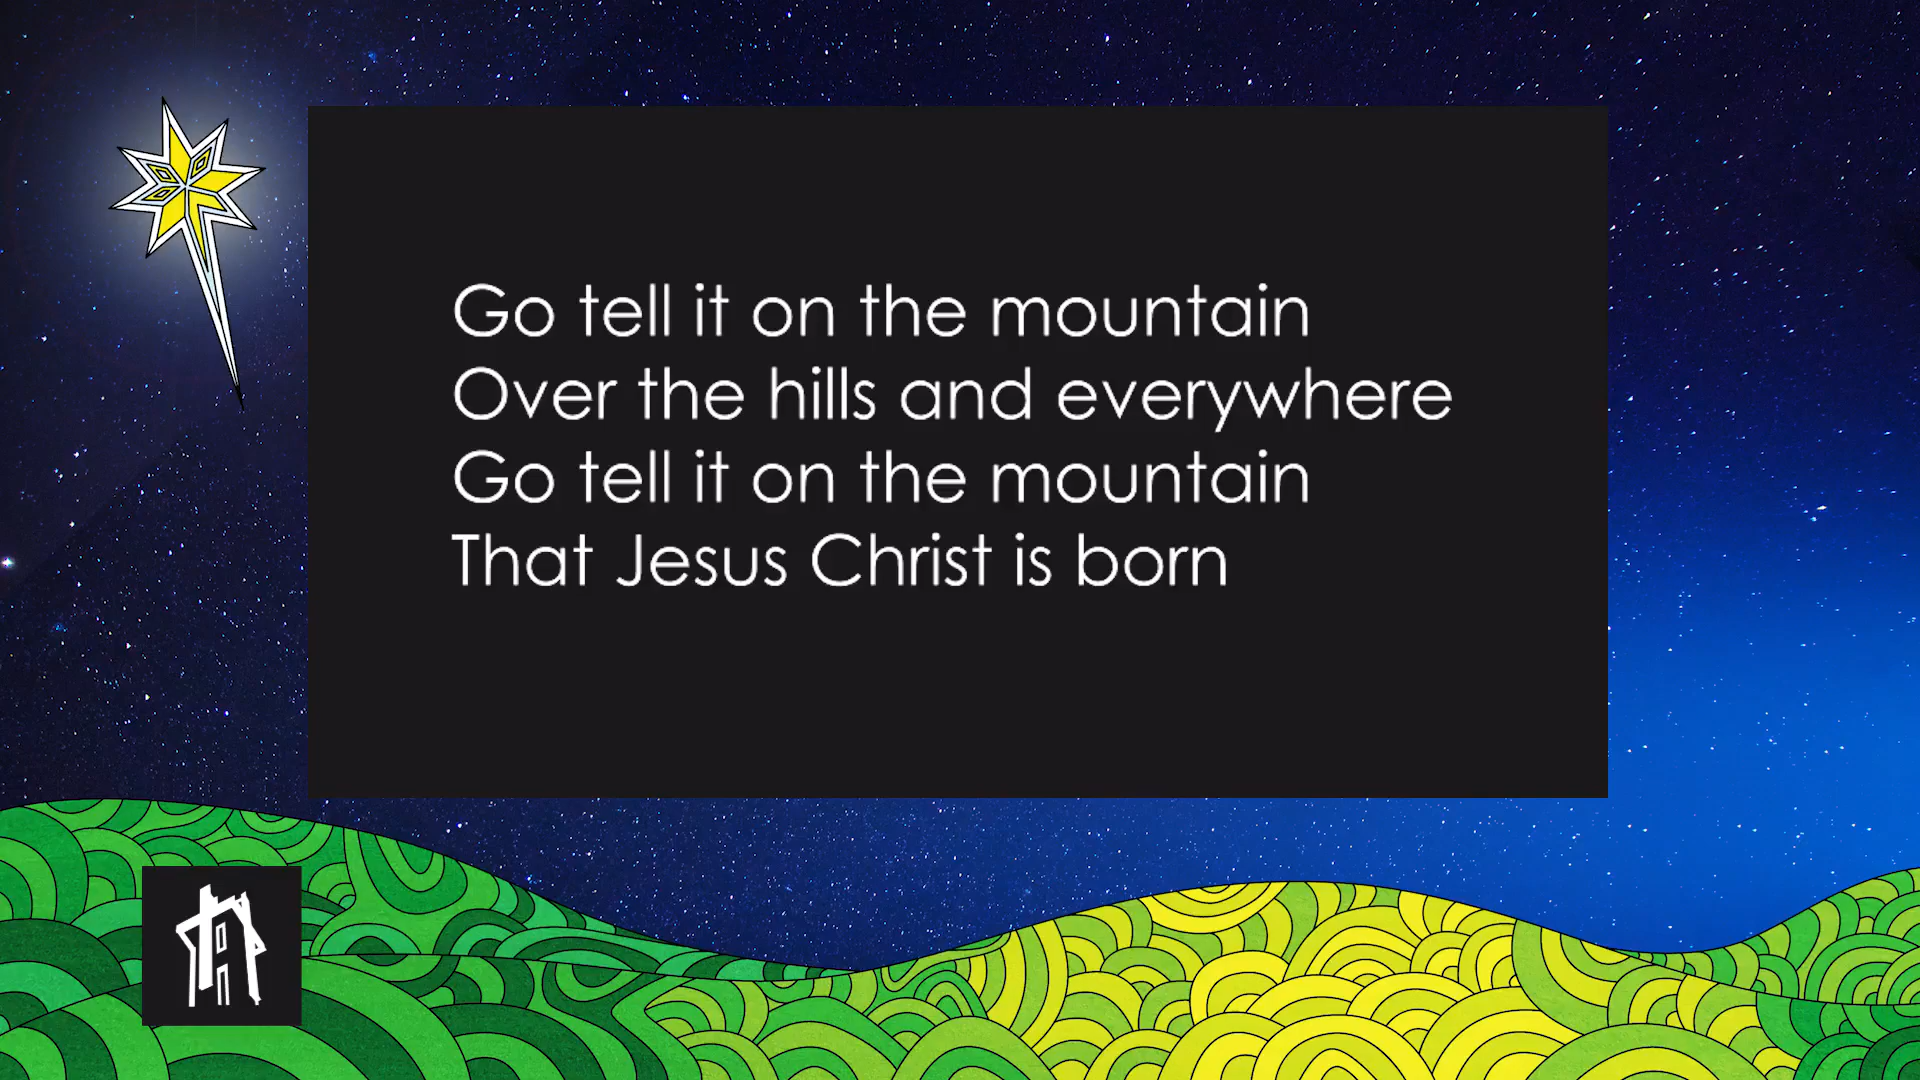 Go tell it on the mountain
Over the hills and everywhere
Go tell it on the mountain
That Jesus Christ is born